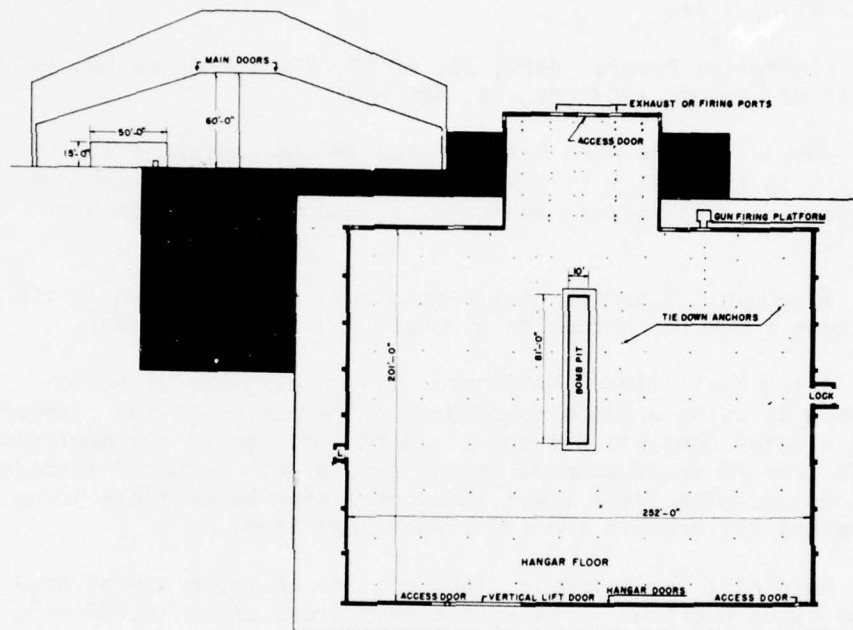 MAIN DOORS
60'-0"
50'-0"
15'-0"
EXHAUST OR FIRING PORTS
ACCESS DOOR
GUN FIRING PLATFORM
10'
TIE DOWN ANCHORS
201'-0"
81'-0"
BOMB PIT
LOCK
L
252'-0"
HANGAR FLOOR
ACCESS DOOR
VERTICAL LIFT DOOR
HANGAR DOORS
ACCESS DOOR